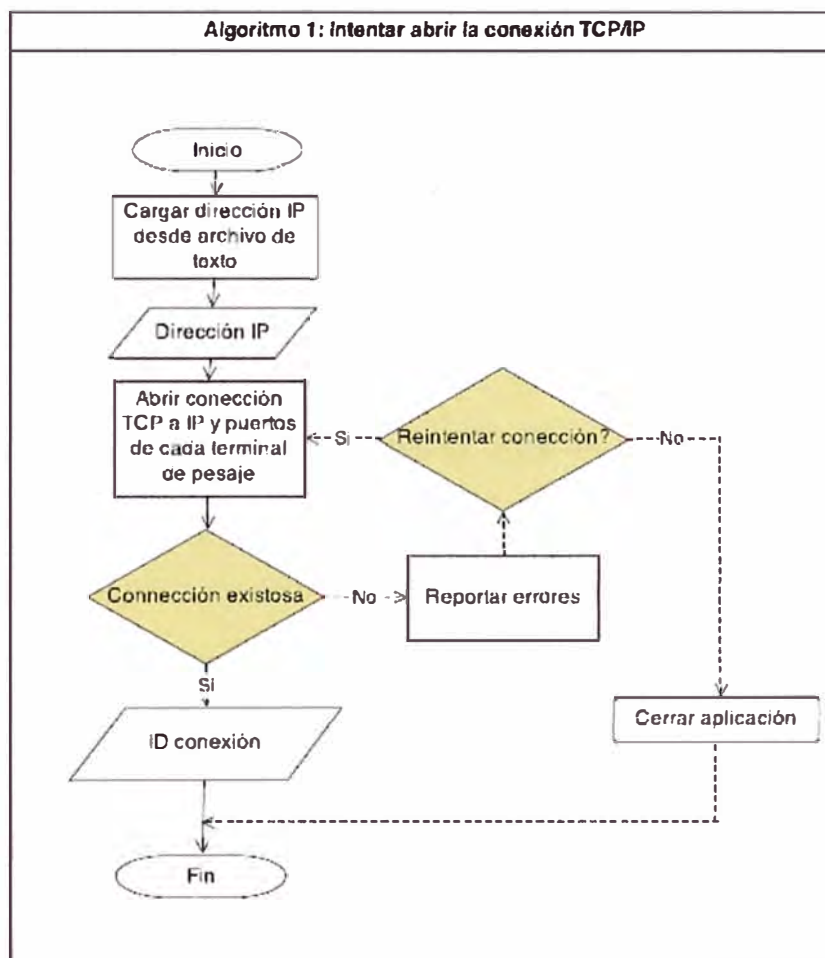 Algoritmo 1: Intentar abrir la conexión TCP/IP
Inicio
Cargar dirección IP
desde archivo de
texto
Dirección IP
Abrir conección
TCP a IP y puertos
de cada terminal
de pesaje
Si
Reintentar conección?
No
Connección existosa
No
Reportar errores
Si
ID conexión
Cerrar aplicación
Fin